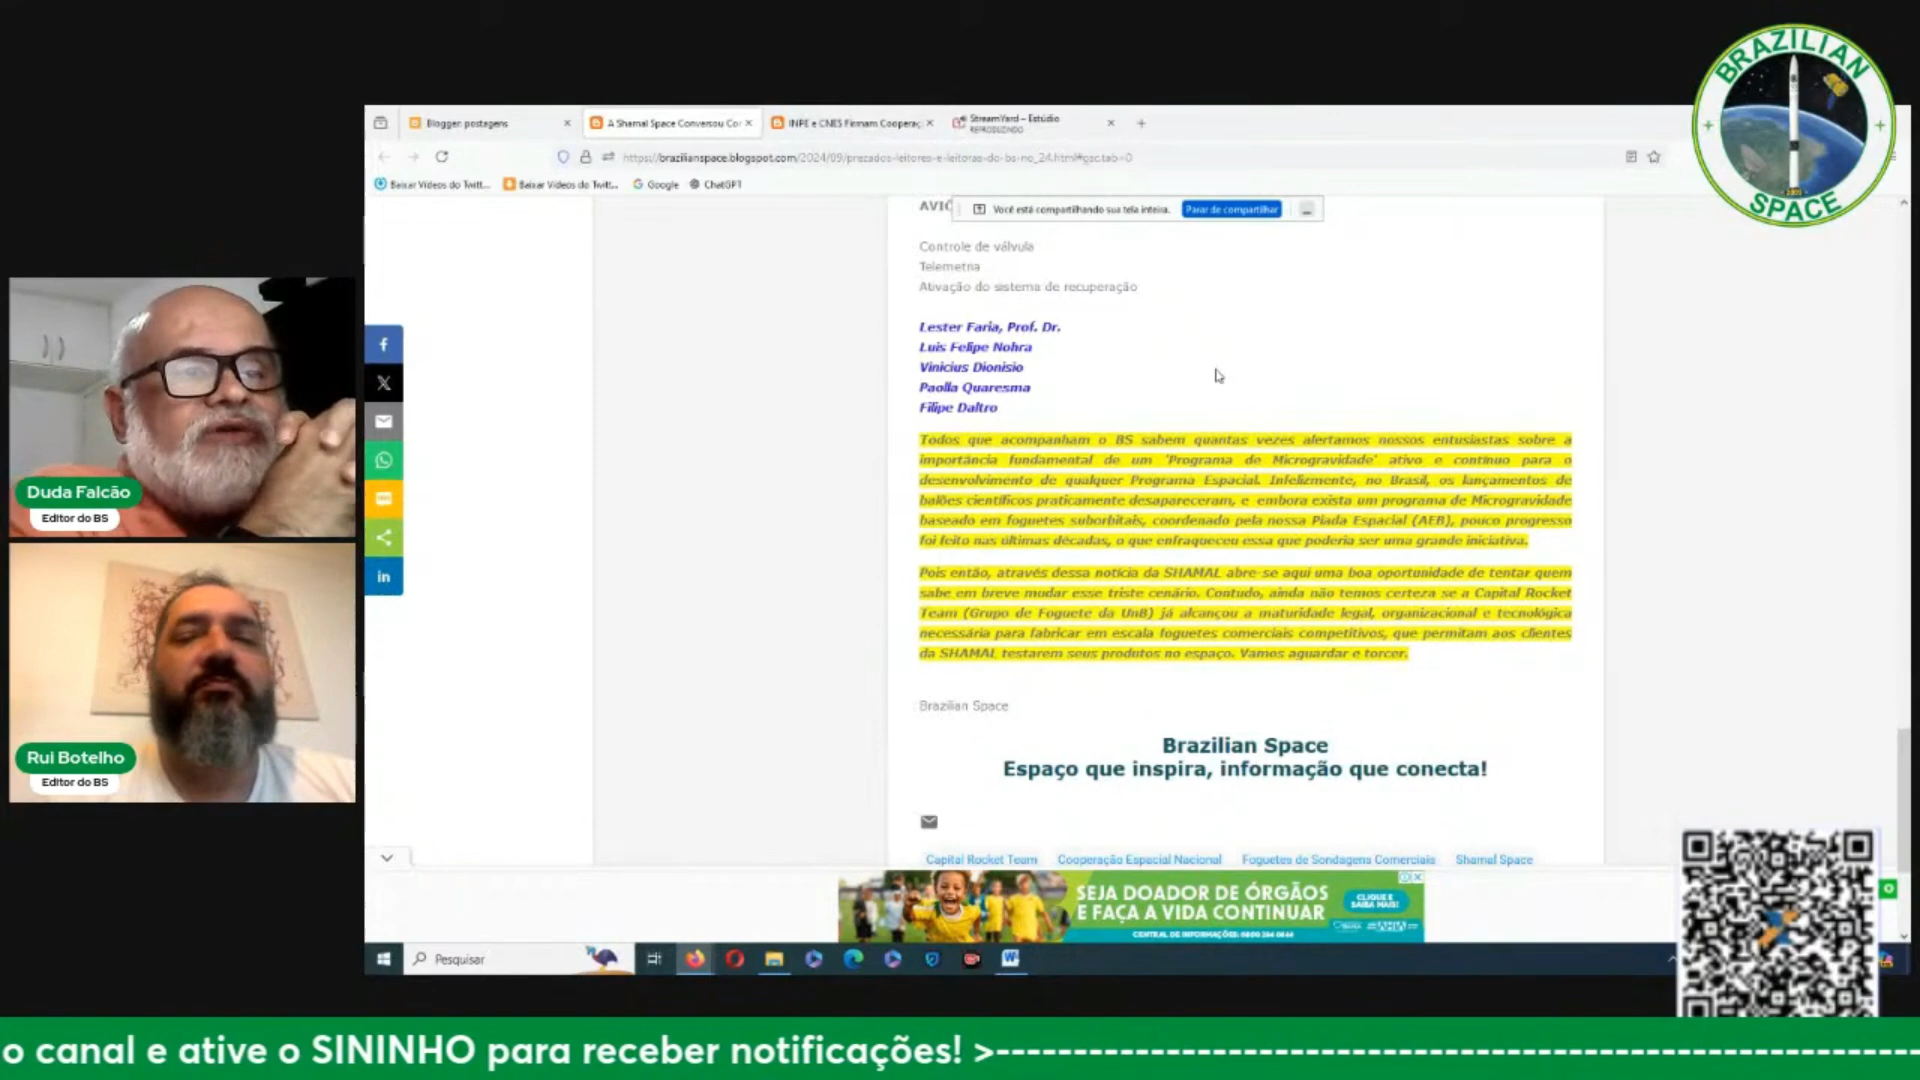 BRAZILIAN
SPACE
Blogger: postagens
A Shamal Space Conversou Co
INPE e CNES Firmam Cooperaç
StreamYard - Estúdio
REPRODUZINDO
https://brazilianspace.blogspot.com/2024/09/prezados-leitores-e-leitoras-do-bs-no_24.html#gsc.tab=0
Baixar Vídeos do Twitt...
Baixar Vídeos do Twitt...
Google
ChatGPT
AVIÔ
Você está compartilhando sua tela inteira.
Parar de compartilhar
Controle de válvula
Telemetria
Ativação do sistema de recuperação
Lester Faria, Prof. Dr.
Luis Felipe Nohra
Vinicius Dionisio
Paolla Quaresma
Filipe Daltro
Todos que acompanham o BS sabem quantas vezes alertamos nossos entusiastas sobre a
importância fundamental de um 'Programa de Microgravidade' ativo e contínuo para o
desenvolvimento de qualquer Programa Espacial. Infelizmente, no Brasil, os lançamentos de
balões científicos praticamente desapareceram, e embora exista um programa de Microgravidade
baseado em foguetes suborbitais, coordenado pela nossa Piada Espacial (AEB), pouco progresso
foi feito nas últimas décadas, o que enfraqueceu essa que poderia ser uma grande iniciativa.
Pois então, através dessa notícia da SHAMAL abre-se aqui uma boa oportunidade de tentar quem
sabe em breve mudar esse triste cenário. Contudo, ainda não temos certeza se a Capital Rocket
Team (Grupo de Foguete da UnB) já alcançou a maturidade legal, organizacional e tecnológica
necessária para fabricar em escala foguetes comerciais competitivos, que permitam aos clientes
da SHAMAL testarem seus produtos no espaço. Vamos aguardar e torcer.
Brazilian Space
Brazilian Space
Espaço que inspira, informação que conecta!
Capital Rocket Team
Cooperação Espacial Nacional
Foguetes de Sondagens Comerciais
Shamal Space
SEJA DOADOR DE ÓRGÃOS
E FAÇA A VIDA CONTINUAR
CLIQUE E
SAIBA MAIS!
Pesquisar
Duda Falcão
Editor do BS
Rui Botelho
Editor do BS
o canal e ative o SININHO para receber notificações! >------------------------------------------------------------